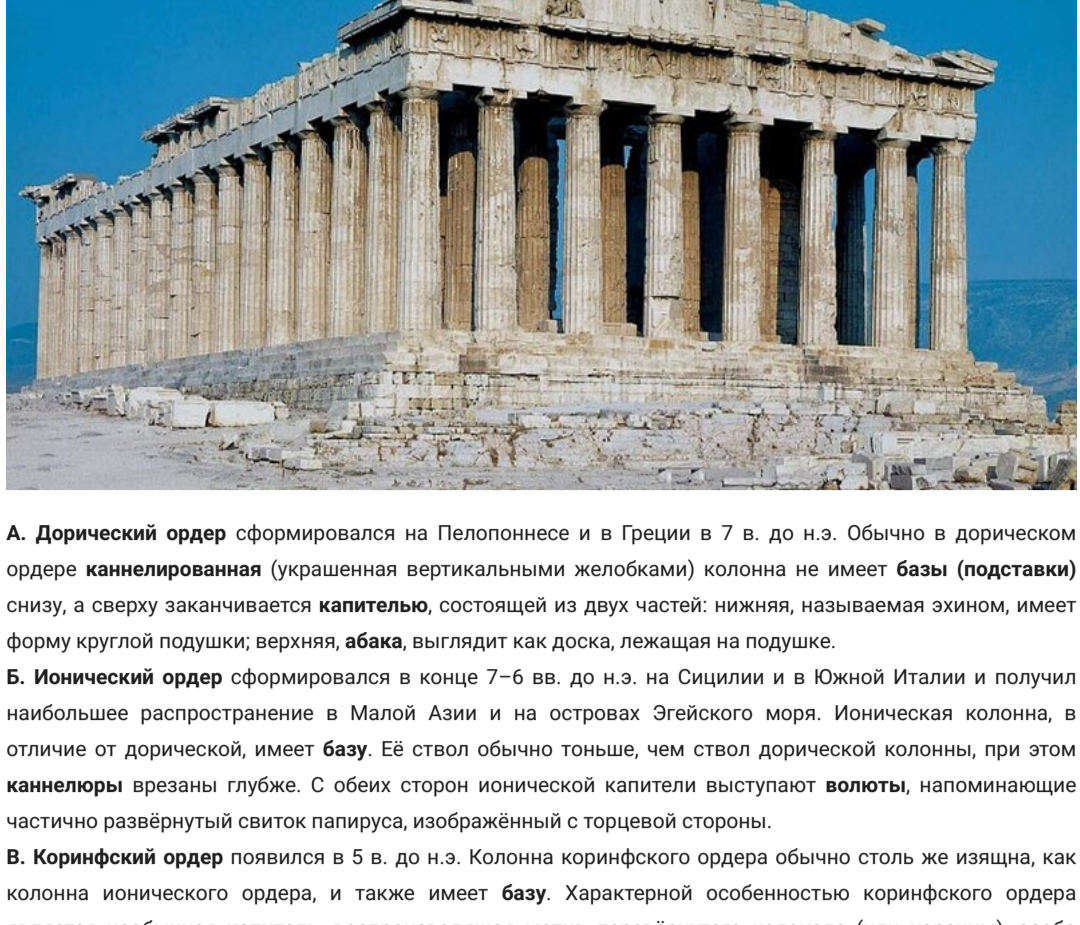 А. Дорический ордер сформировался на Пелопоннесе и в Греции в 7 в. до н.э. Обычно в дорическом
ордере каннелированная (украшенная вертикальными желобками) колонна не имеет базы (подставки)
снизу, а сверху заканчивается капителью, состоящей из двух частей: нижняя, называемая эхином, имеет
форму круглой подушки; верхняя, абака, выглядит как доска, лежащая на подушке.
Б. Ионический ордер сформировался в конце 7–6 вв. до н.э. на Сицилии и в Южной Италии и получил
наибольшее распространение в Малой Азии и на островах Эгейского моря. Ионическая колонна, в
отличие от дорической, имеет базу. Её ствол обычно тоньше, чем ствол дорической колонны, при этом
каннелюры врезаны глубже. С обеих сторон ионической капители выступают волюты, напоминающие
частично развёрнутый свиток папируса, изображённый с торцевой стороны.
В. Коринфский ордер появился в 5 в. до н.э. Колонна коринфского ордера обычно столь же изящна, как
колонна ионического ордера, и также имеет базу. Характерной особенностью коринфского ордера